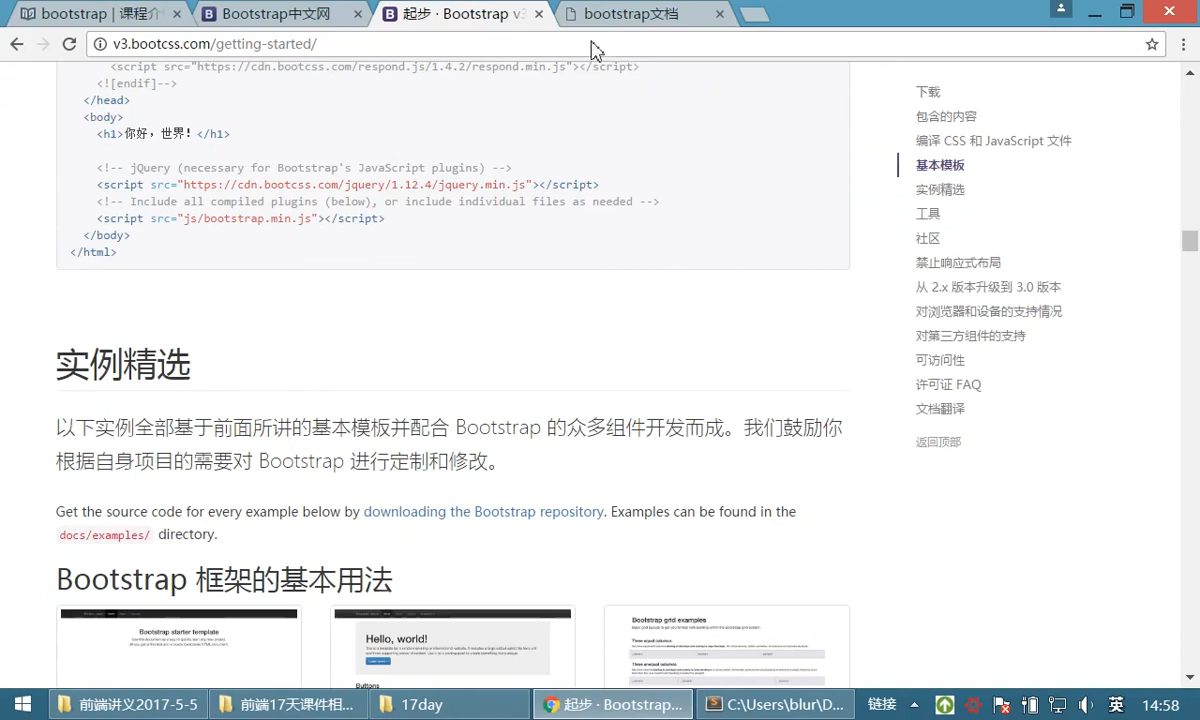 bootstrap | 课程介
Bootstrap中文网
起步 · Bootstrap v3
bootstrap文档
v3.bootcss.com/getting-started/
<script src="https://cdn.bootcss.com/respond.js/1.4.2/respond.min.js"></script>
<![endif]-->
</head>
<body>
<h1>你好，世界！</h1>
<!-- jQuery (necessary for Bootstrap's JavaScript plugins) -->
<script src="https://cdn.bootcss.com/jquery/1.12.4/jquery.min.js"></script>
<!-- Include all compiled plugins (below), or include individual files as needed -->
<script src="js/bootstrap.min.js"></script>
</body>
</html>
实例精选
以下实例全部基于前面所讲的基本模板并配合 Bootstrap 的众多组件开发而成。我们鼓励你
根据自身项目的需要对 Bootstrap 进行定制和修改。
Get the source code for every example below by downloading the Bootstrap repository. Examples can be found in the
docs/examples/ directory.
Bootstrap 框架的基本用法
Bootstrap starter template
Hello, world!
Buttons
Bootstrap grid examples
Three equal columns
Three unequal columns
下载
包含的内容
编译 CSS 和 JavaScript 文件
基本模板
实例精选
工具
社区
禁止响应式布局
从 2.x 版本升级到 3.0 版本
对浏览器和设备的支持情况
对第三方组件的支持
可访问性
许可证 FAQ
文档翻译
返回顶部
前端讲义2017-5-5
前端17天课件相...
17day
起步 · Bootstrap...
C:\Users\blur\D...
链接
英
14:58